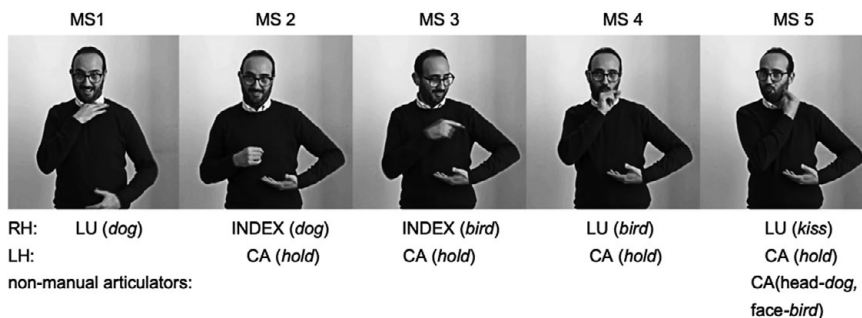 MS1 MS 2 MS 3 MS 4 MS 5
RH: LU (dog) INDEX (dog) INDEX (bird) LU (bird) LU (kiss)
LH: CA (hold) CA (hold) CA (hold) CA (hold)
non-manual articulators: CA(head-dog,
face-bird)